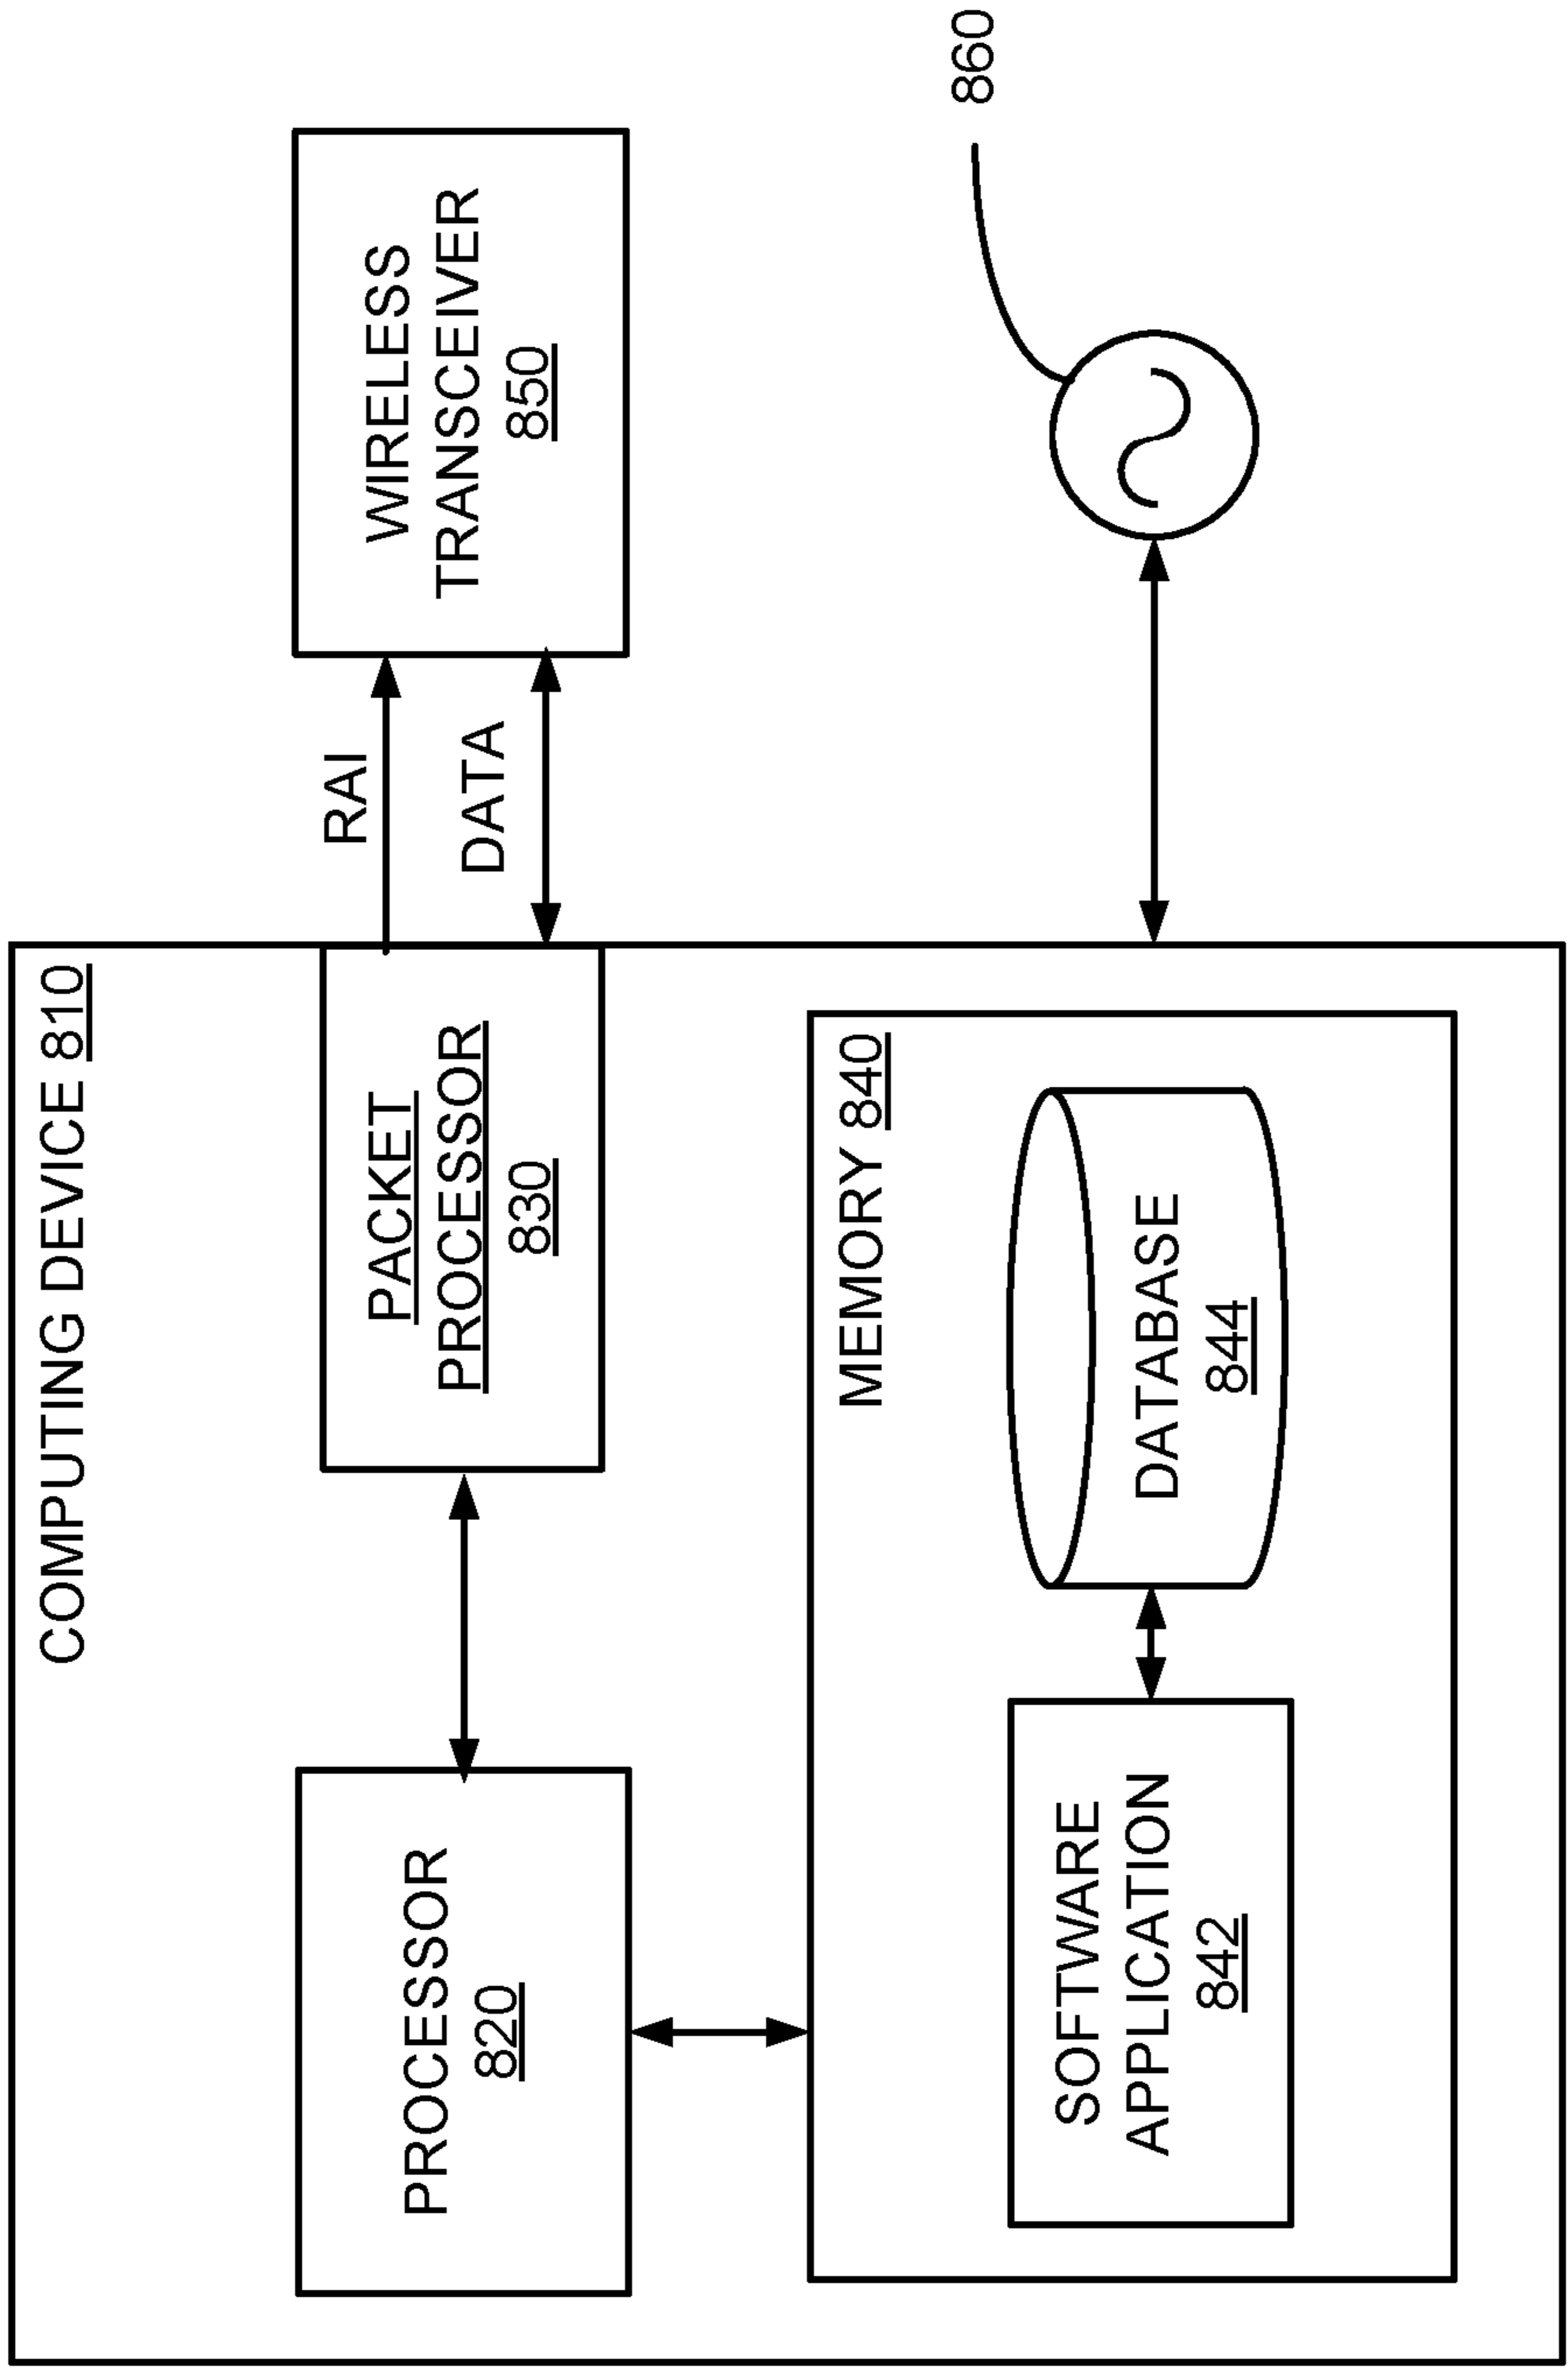 COMPUTING DEVICE 810
PROCESSOR
820
PACKET
PROCESSOR
830
RAI
DATA
WIRELESS
TRANSCEIVER
850
MEMORY 840
SOFTWARE
APPLICATION
842
DATABASE
844
860